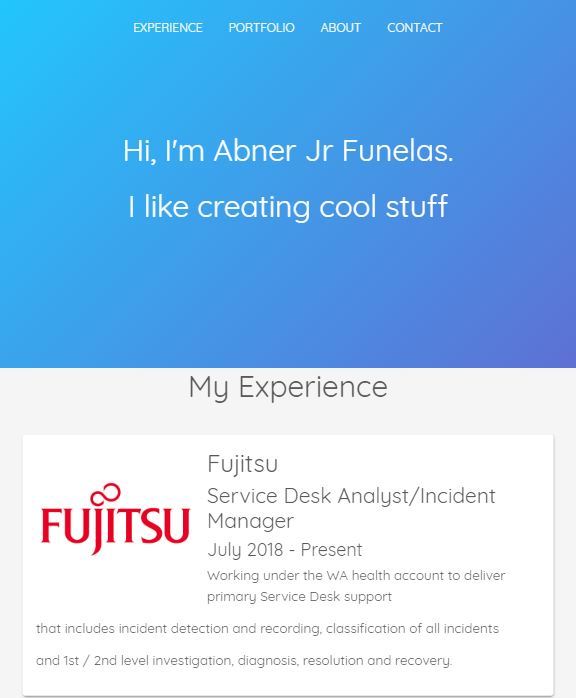 EXPERIENCE PORTFOLIO ABOUT CONTACT
Hi, I'm Abner Jr Funelas.
I like creating cool stuff
My Experience
FUJITSU
Fujitsu
Service Desk Analyst/Incident
Manager
July 2018 - Present
Working under the WA health account to deliver
primary Service Desk support
that includes incident detection and recording, classification of all incidents
and 1st / 2nd level investigation, diagnosis, resolution and recovery.